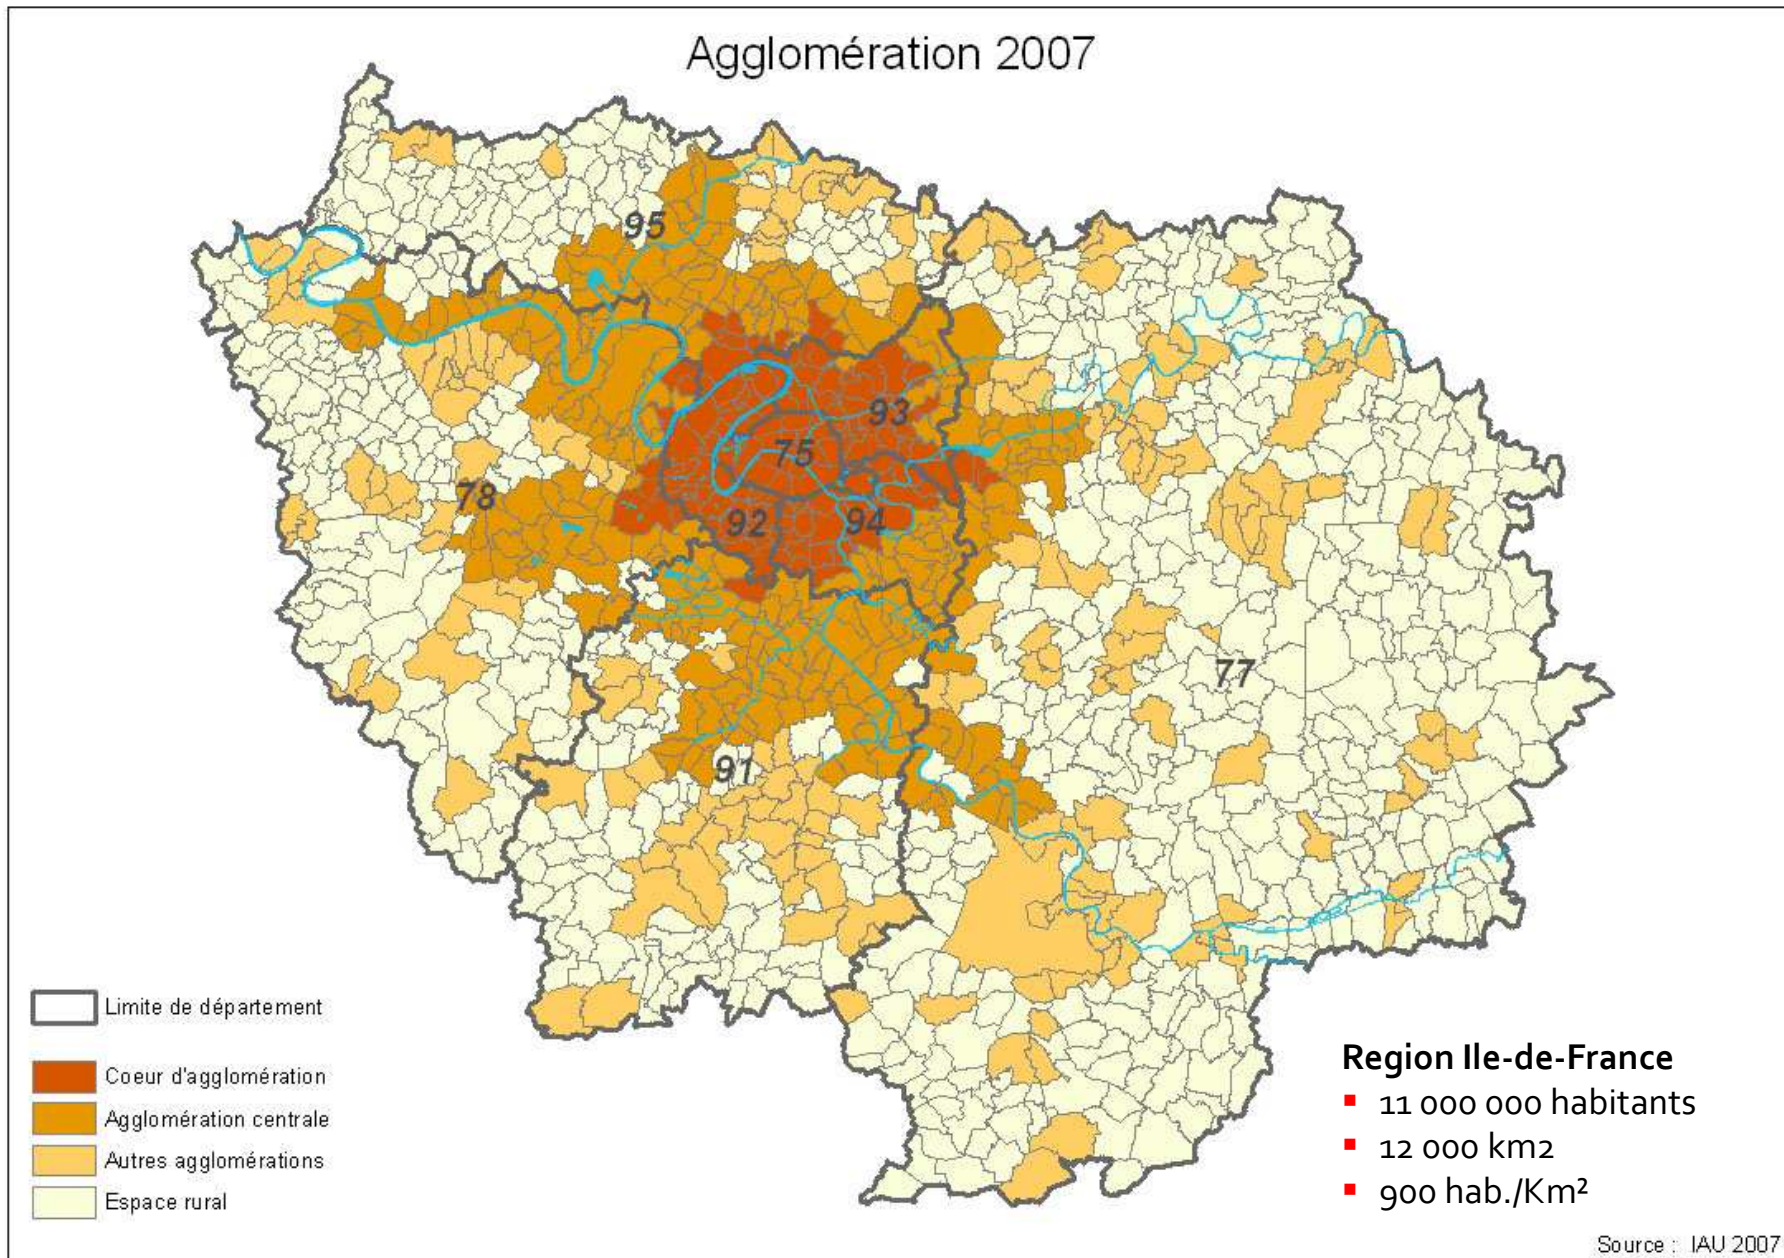 Agglomération 2007
95
93
75
78
92
94
77
91
Limite de département
Coeur d'agglomération
Agglomération centrale
Autres agglomérations
Espace rural
Region Ile-de-France
▪ 11 000 000 habitants
▪ 12 000 km2
▪ 900 hab./Km²
Source : IAU 2007